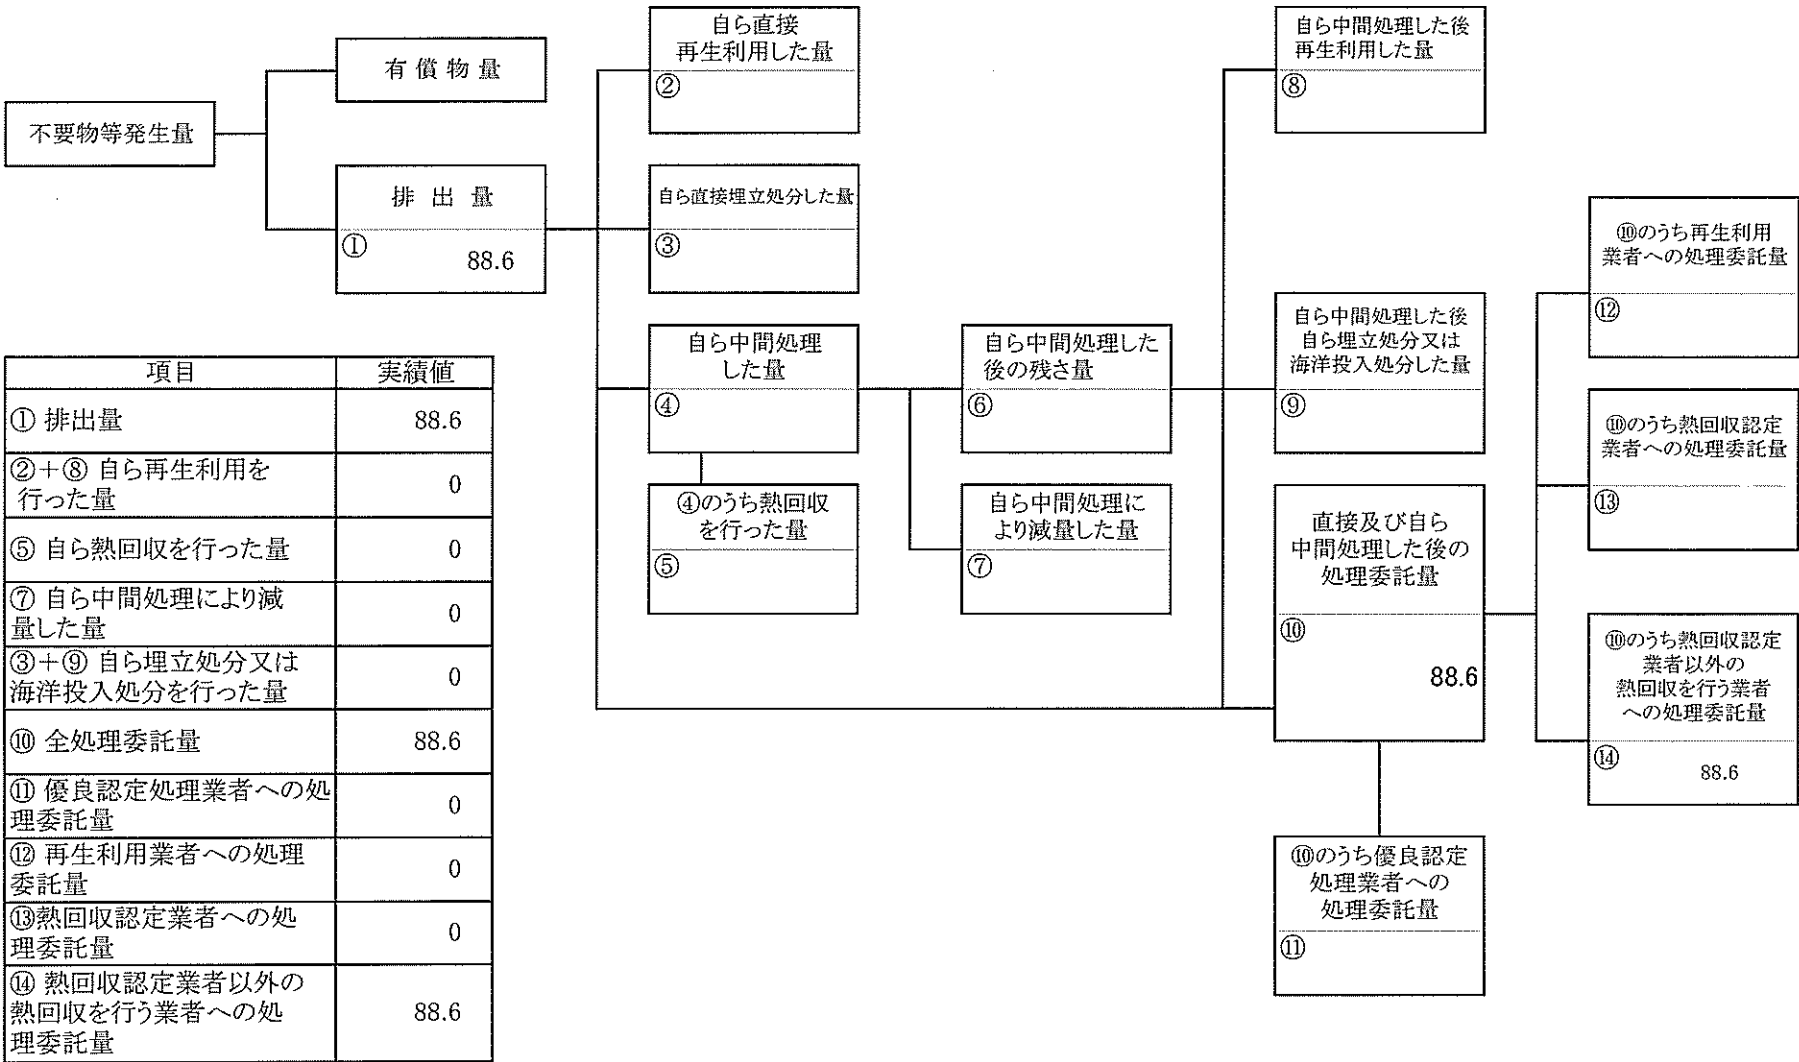 不要物等発生量
有償物量
排出量
①
88.6
自ら直接
再生利用した量
②
自ら直接埋立処分した量
③
自ら中間処理
した量
④
④のうち熱回収
を行った量
⑤
自ら中間処理した
後の残さ量
⑥
自ら中間処理に
より減量した量
⑦
自ら中間処理した後
再生利用した量
⑧
自ら中間処理した後
自ら埋立処分又は
海洋投入処分した量
⑨
直接及び自ら
中間処理した後の
処理委託量
⑩
88.6
⑩のうち優良認定
処理業者への
処理委託量
⑪
⑩のうち再生利用
業者への処理委託量
⑫
⑩のうち熱回収認定
業者への処理委託量
⑬
⑩のうち熱回収認定
業者以外の
熱回収を行う業者
への処理委託量
⑭
88.6
項目 実績値
① 排出量 88.6
②+⑧ 自ら再生利用を
行った量 0
⑤ 自ら熱回収を行った量 0
⑦ 自ら中間処理により減
量した量 0
③+⑨ 自ら埋立処分又は
海洋投入処分を行った量 0
⑩ 全処理委託量 88.6
⑪ 優良認定処理業者への処
理委託量 0
⑫ 再生利用業者への処理
委託量 0
⑬熱回収認定業者への処
理委託量 0
⑭ 熱回収認定業者以外の
熱回収を行う業者への処
理委託量 88.6